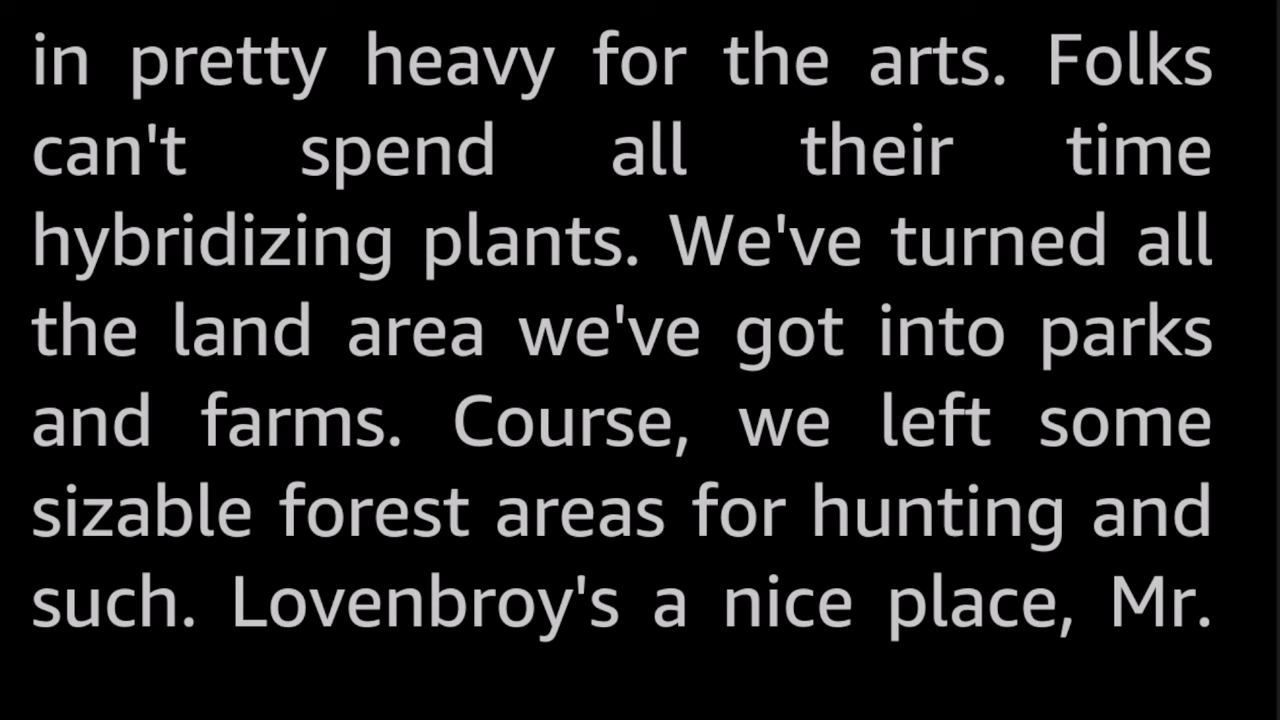 in pretty heavy for the arts. Folks
can't spend all their time
hybridizing plants. We've turned all
the land area we've got into parks
and farms. Course, we left some
sizable forest areas for hunting and
such. Lovenbroy's a nice place, Mr.